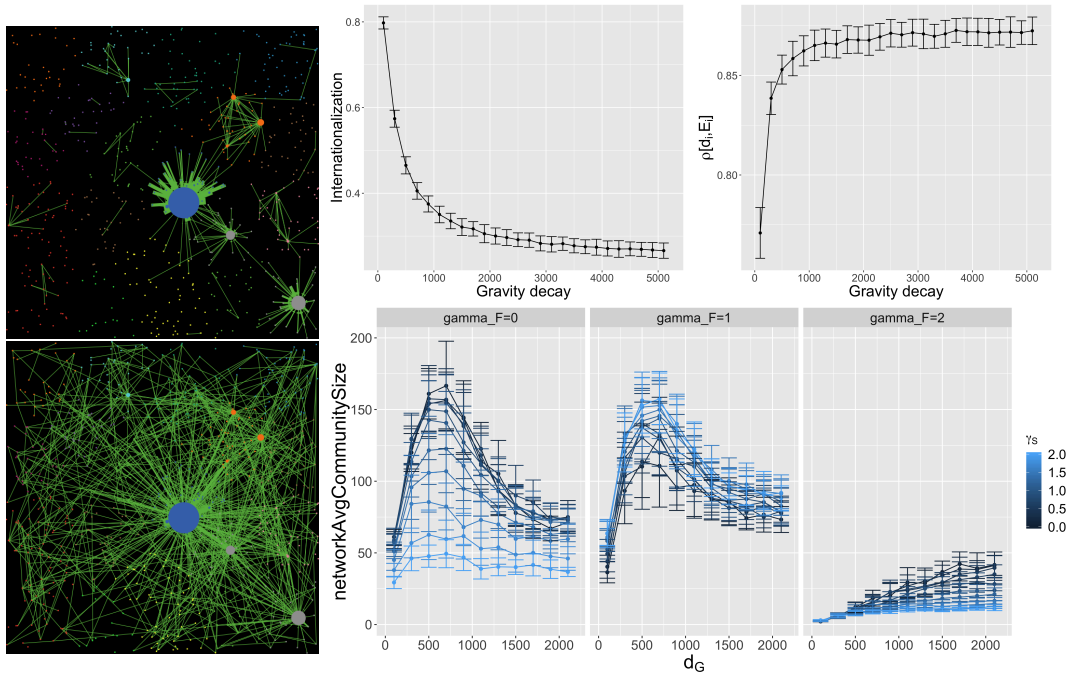 0.8
0.6
0.4
Internationalization
0 1000 2000 3000 4000 5000
Gravity decay
0.85
0.80
ρ[dᵢ,Eᵢ]
0 1000 2000 3000 4000 5000
Gravity decay
gamma_F=0 gamma_F=1 gamma_F=2
200
150
100
50
0
networkAvgCommunitySize
0 500 1000 1500 2000 0 500 1000 1500 2000 0 500 1000 1500 2000
d_G
γs
2.0
1.5
1.0
0.5
0.0